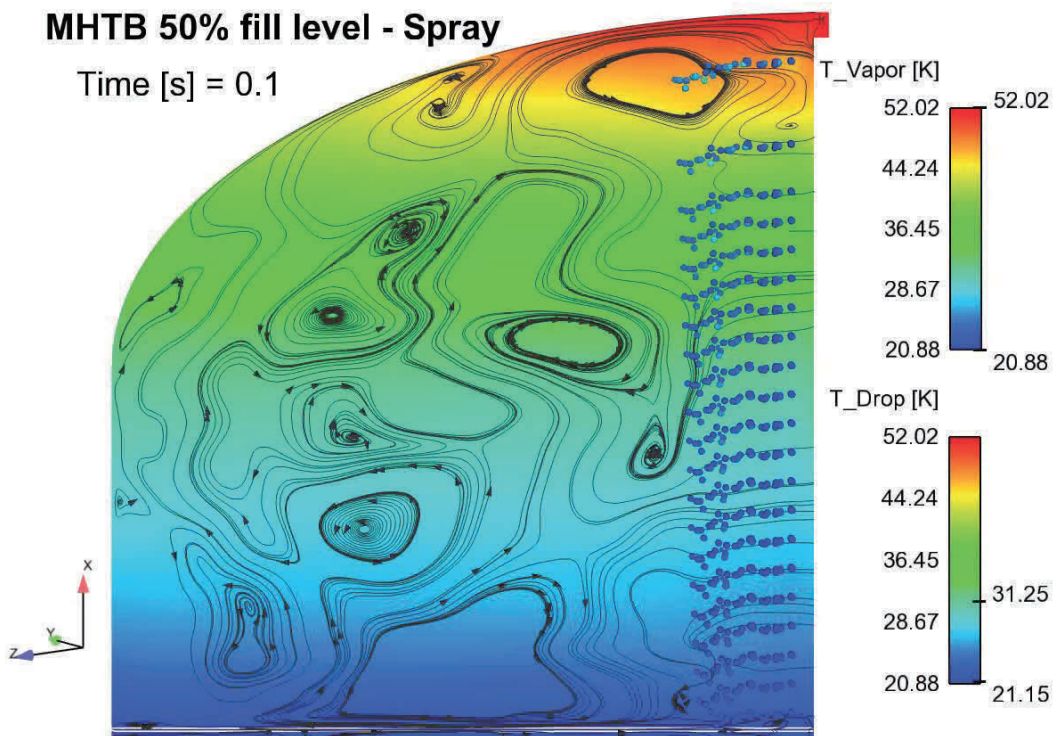 MHTB 50% fill level - Spray
Time [s] = 0.1
T_Vapor [K]
52.02 52.02
44.24
36.45
28.67
20.88 20.88
T_Drop [K]
52.02
44.24
36.45
31.25
28.67
20.88 21.15
X
Y
Z